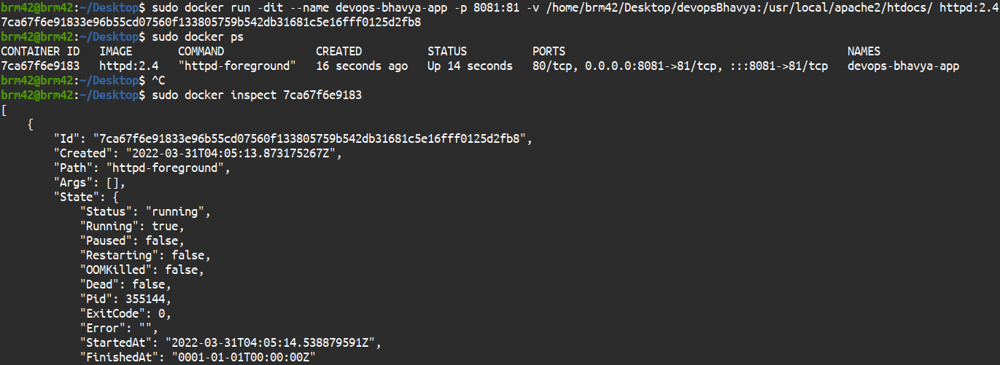 brm42@brm42:~/Desktop$ sudo docker run -dit --name devops-bhavya-app -p 8081:81 -v /home/brm42/Desktop/devopsBhavya:/usr/local/apache2/htdocs/ httpd:2.4
7ca67f6e91833e96b55cd07560f133805759b542db31681c5e16fff0125d2fb8
brm42@brm42:~/Desktop$ sudo docker ps
CONTAINER ID   IMAGE       COMMAND              CREATED          STATUS          PORTS                                           NAMES
7ca67f6e9183   httpd:2.4   "httpd-foreground"   16 seconds ago   Up 14 seconds   80/tcp, 0.0.0.0:8081->81/tcp, :::8081->81/tcp   devops-bhavya-app
brm42@brm42:~/Desktop$ ^C
brm42@brm42:~/Desktop$ sudo docker inspect 7ca67f6e9183
[
    {
        "Id": "7ca67f6e91833e96b55cd07560f133805759b542db31681c5e16fff0125d2fb8",
        "Created": "2022-03-31T04:05:13.873175267Z",
        "Path": "httpd-foreground",
        "Args": [],
        "State": {
            "Status": "running",
            "Running": true,
            "Paused": false,
            "Restarting": false,
            "OOMKilled": false,
            "Dead": false,
            "Pid": 355144,
            "ExitCode": 0,
            "Error": "",
            "StartedAt": "2022-03-31T04:05:14.538879591Z",
            "FinishedAt": "0001-01-01T00:00:00Z"